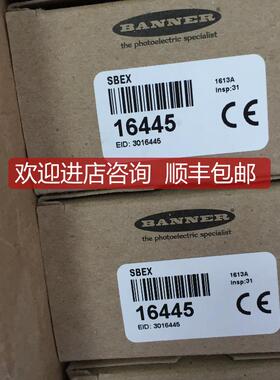 BANNER
the photoelectric specialist
SBEX
1613A
Insp:31
16445
EID: 3016445
CE
欢迎进店咨询 顺丰包邮
BANNER
the photoelectric specialist
SBEX
1613A
Insp:31
16445
EID: 3016445
CE